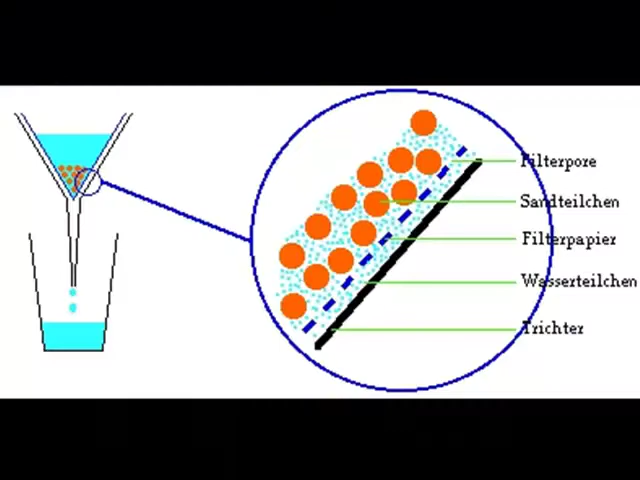 Filterpore
Sandteilchen
Filterpapier
Wasserteilchen
Trichter